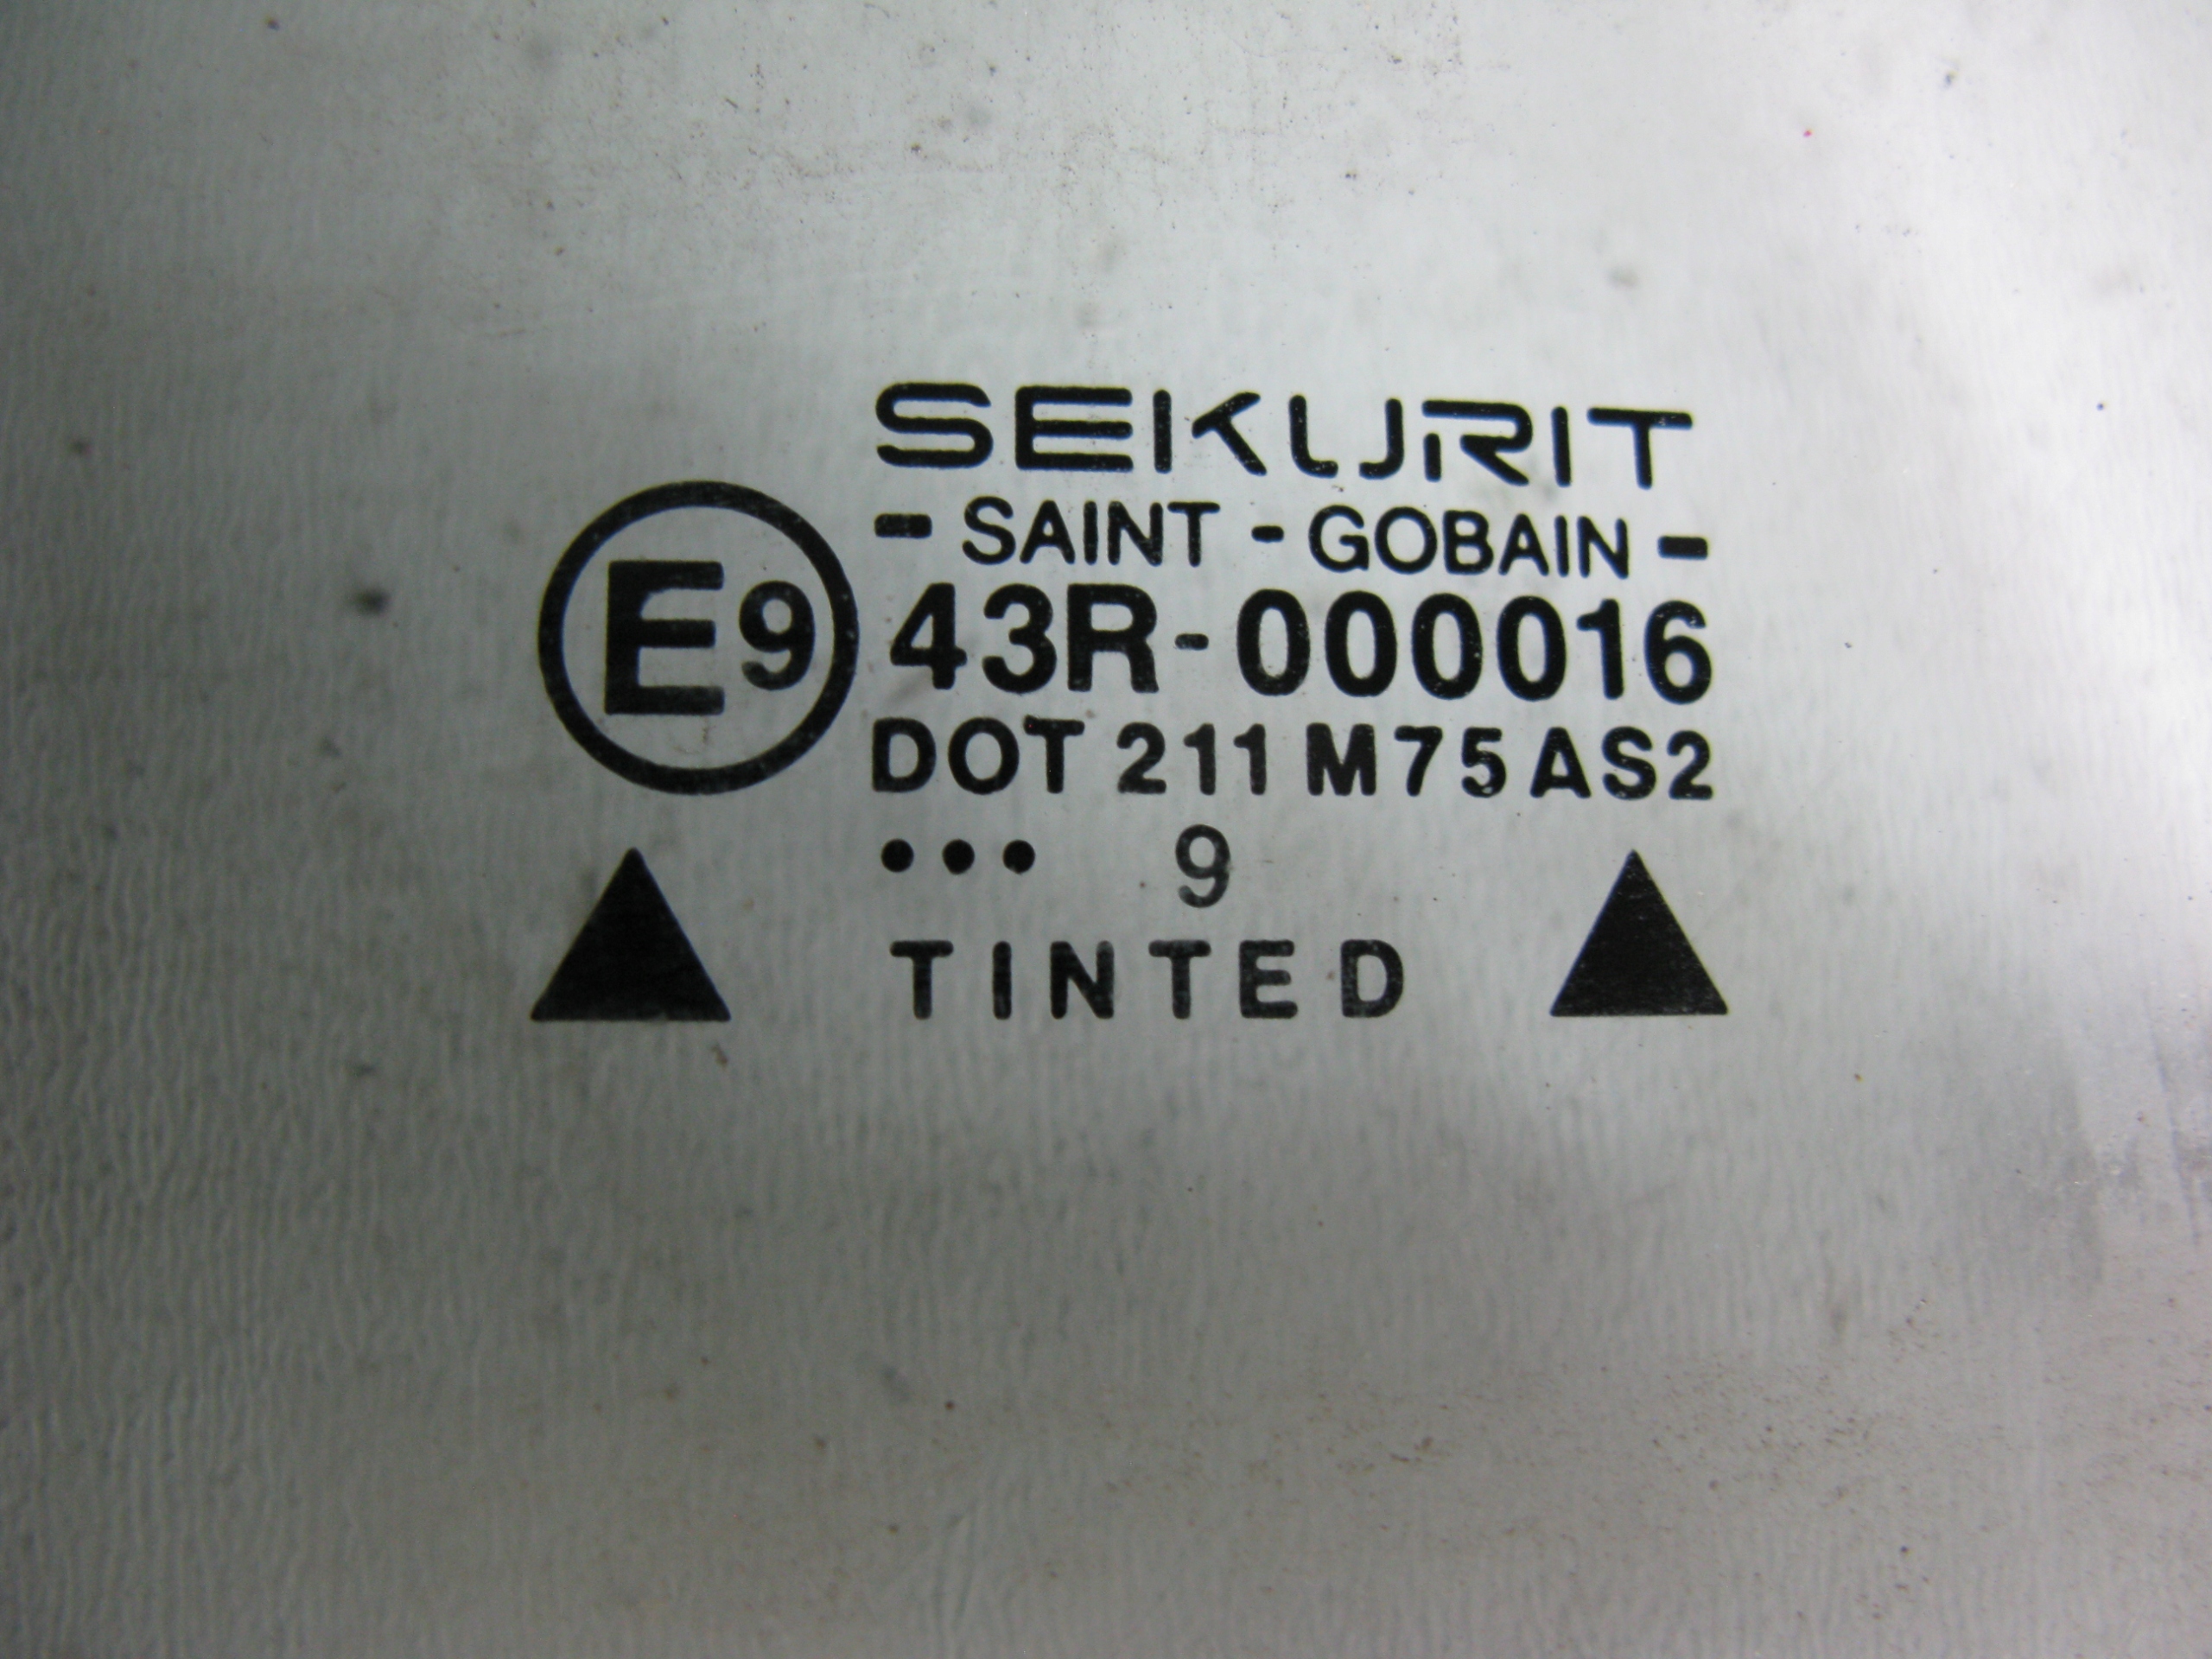 SEKURIT
- SAINT - GOBAIN -
E9 43R-000016
DOT 211 M75 AS2
••• 9
TINTED